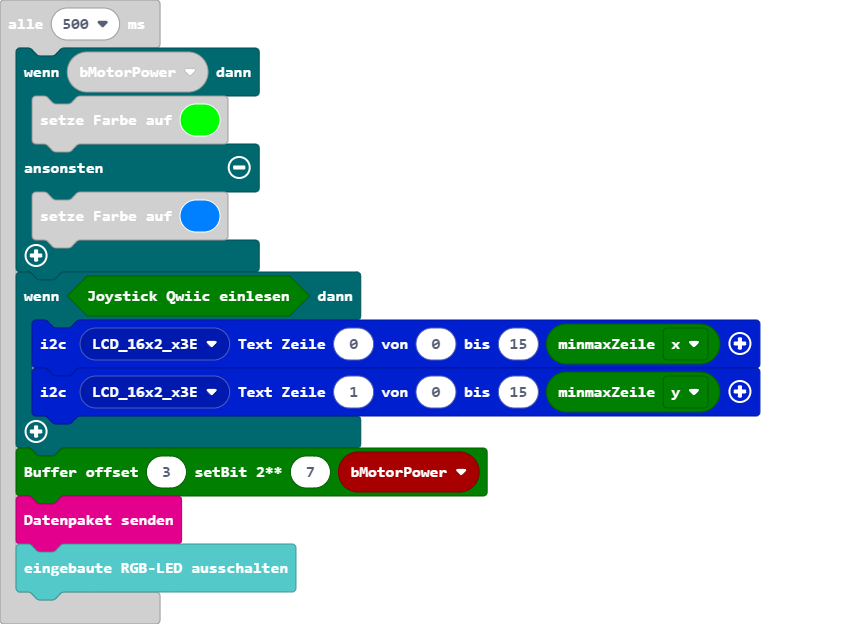 alle 500 ms
wenn bMotorPower dann
setze Farbe auf
ansonsten
setze Farbe auf
wenn Joystick Qwiic einlesen dann
i2c LCD_16x2_x3E Text Zeile 0 von 0 bis 15 minmaxZeile x
i2c LCD_16x2_x3E Text Zeile 1 von 0 bis 15 minmaxZeile y
Buffer offset 3 setBit 2** 7 bMotorPower
Datenpaket senden
eingebaute RGB-LED ausschalten